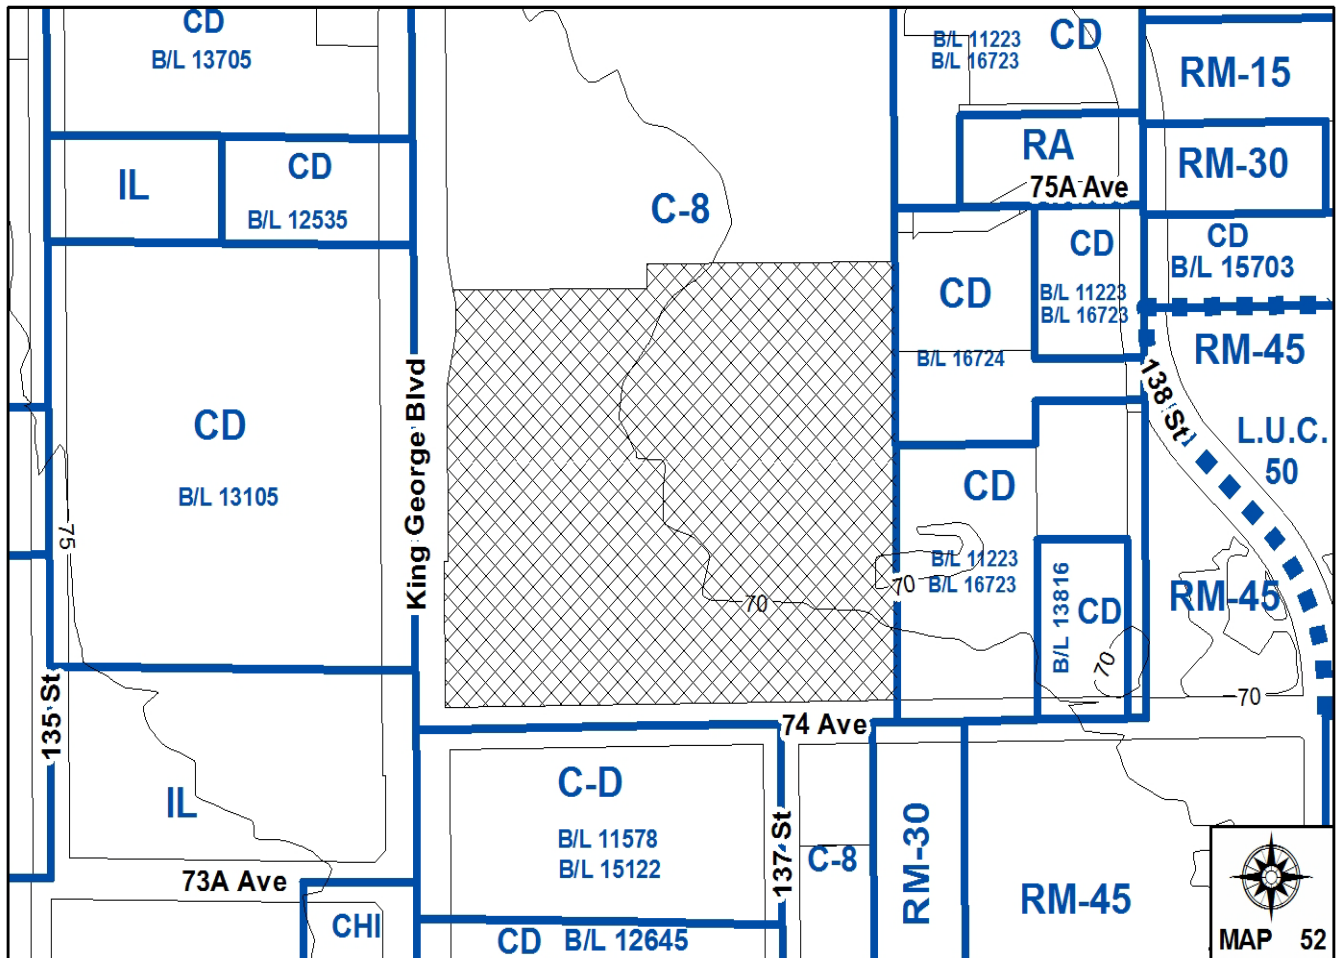 CD
B/L 13705
B/L 11223
B/L 16723
CD
RM-15
IL
CD
B/L 12535
C-8
RA
75A Ave
RM-30
CD
B/L 15703
CD
B/L 16724
CD
B/L 11223
B/L 16723
RM-45
138 St
L.U.C.
50
CD
B/L 13105
King George Blvd
75
CD
B/L 11223
B/L 16723
70
70
B/L 13816
CD
70
RM-45
70
135 St
74 Ave
IL
C-D
B/L 11578
B/L 15122
137 St
C-8
RM-30
RM-45
73A Ave
CHI
CD B/L 12645
MAP 52